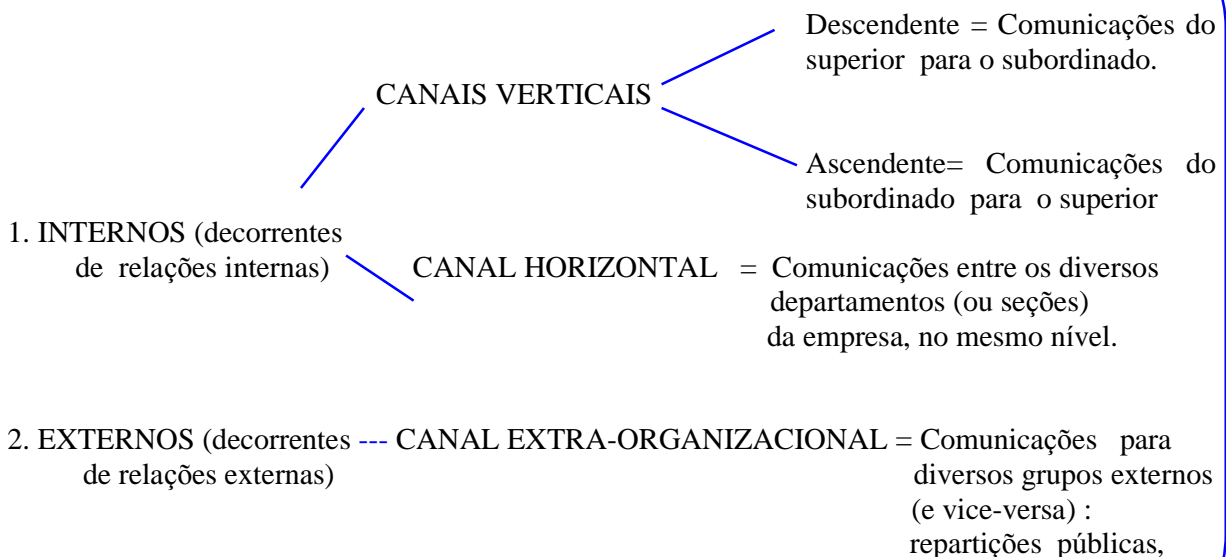 Descendente = Comunicações do
superior para o subordinado.
CANAIS VERTICAIS
Ascendente= Comunicações do
subordinado para o superior
1. INTERNOS (decorrentes
de relações internas)
CANAL HORIZONTAL = Comunicações entre os diversos
departamentos (ou seções)
da empresa, no mesmo nível.
2. EXTERNOS (decorrentes --- CANAL EXTRA-ORGANIZACIONAL = Comunicações para
de relações externas)
diversos grupos externos
(e vice-versa) :
repartições públicas,